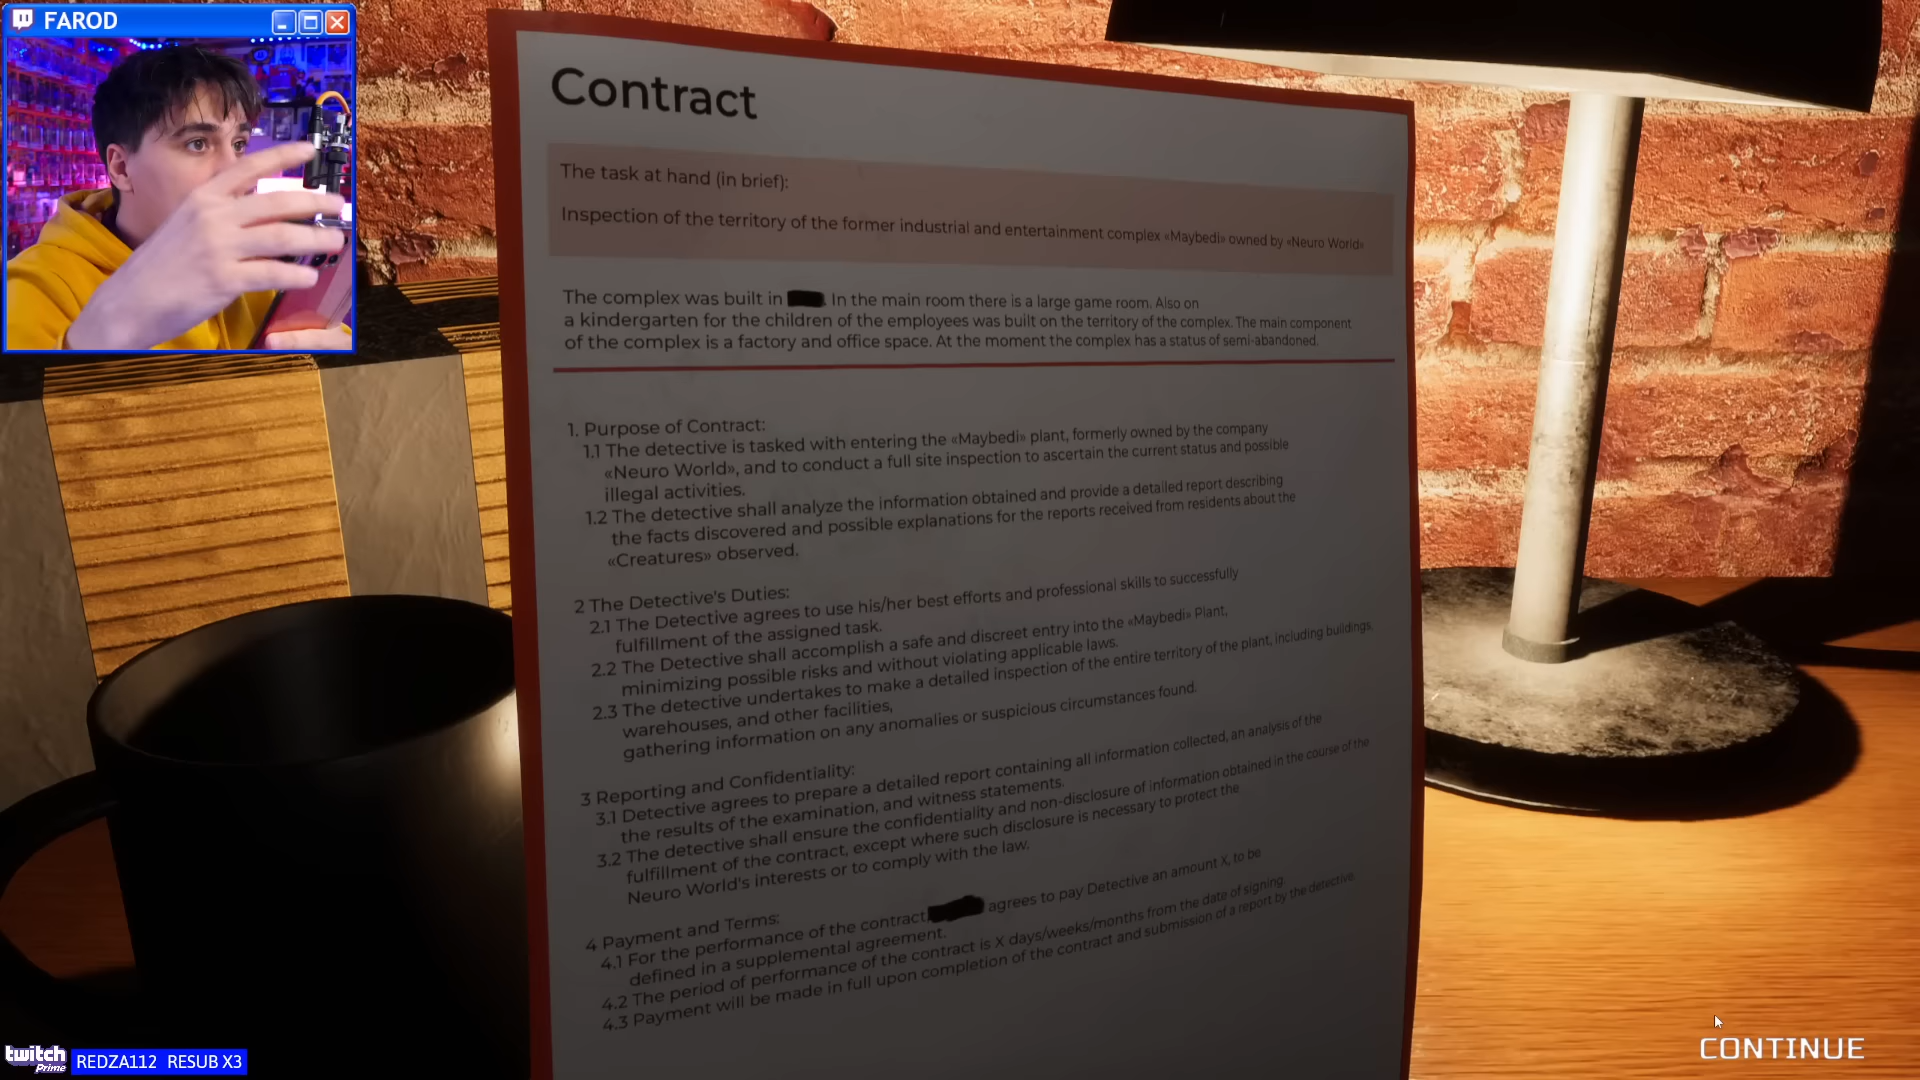 FAROD
Contract
The task at hand (in brief):
Inspection of the territory of the former industrial and entertainment complex «Maybedi» owned by «Neuro World»
The complex was built in . In the main room there is a large game room. Also on
a kindergarten for the children of the employees was built on the territory of the complex. The main component
of the complex is a factory and office space. At the moment the complex has a status of semi-abandoned.
1. Purpose of Contract:
1.1 The detective is tasked with entering the «Maybedi» plant, formerly owned by the company
«Neuro World», and to conduct a full site inspection to ascertain the current status and possible
illegal activities.
1.2 The detective shall analyze the information obtained and provide a detailed report describing
the facts discovered and possible explanations for the reports received from residents about the
«Creatures» observed.
2 The Detective's Duties:
2.1 The Detective agrees to use his/her best efforts and professional skills to successfully
fulfillment of the assigned task.
2.2 The Detective shall accomplish a safe and discreet entry into the «Maybedi» Plant,
minimizing possible risks and without violating applicable laws.
2.3 The detective undertakes to make a detailed inspection of the entire territory of the plant, including buildings,
warehouses, and other facilities,
gathering information on any anomalies or suspicious circumstances found.
3 Reporting and Confidentiality:
3.1 Detective agrees to prepare a detailed report containing all information collected, an analysis of the
the results of the examination, and witness statements.
3.2 The detective shall ensure the confidentiality and non-disclosure of information obtained in the course of the
fulfillment of the contract, except where such disclosure is necessary to protect the
Neuro World's interests or to comply with the law.
4 Payment and Terms:
4.1 For the performance of the contract, agrees to pay Detective an amount X, to be
defined in a supplemental agreement.
4.2 The period of performance of the contract is X days/weeks/months from the date of signing.
4.3 Payment will be made in full upon completion of the contract and submission of a report by the detective.
CONTINUE
twitch
Prime
REDZA112 RESUB X3